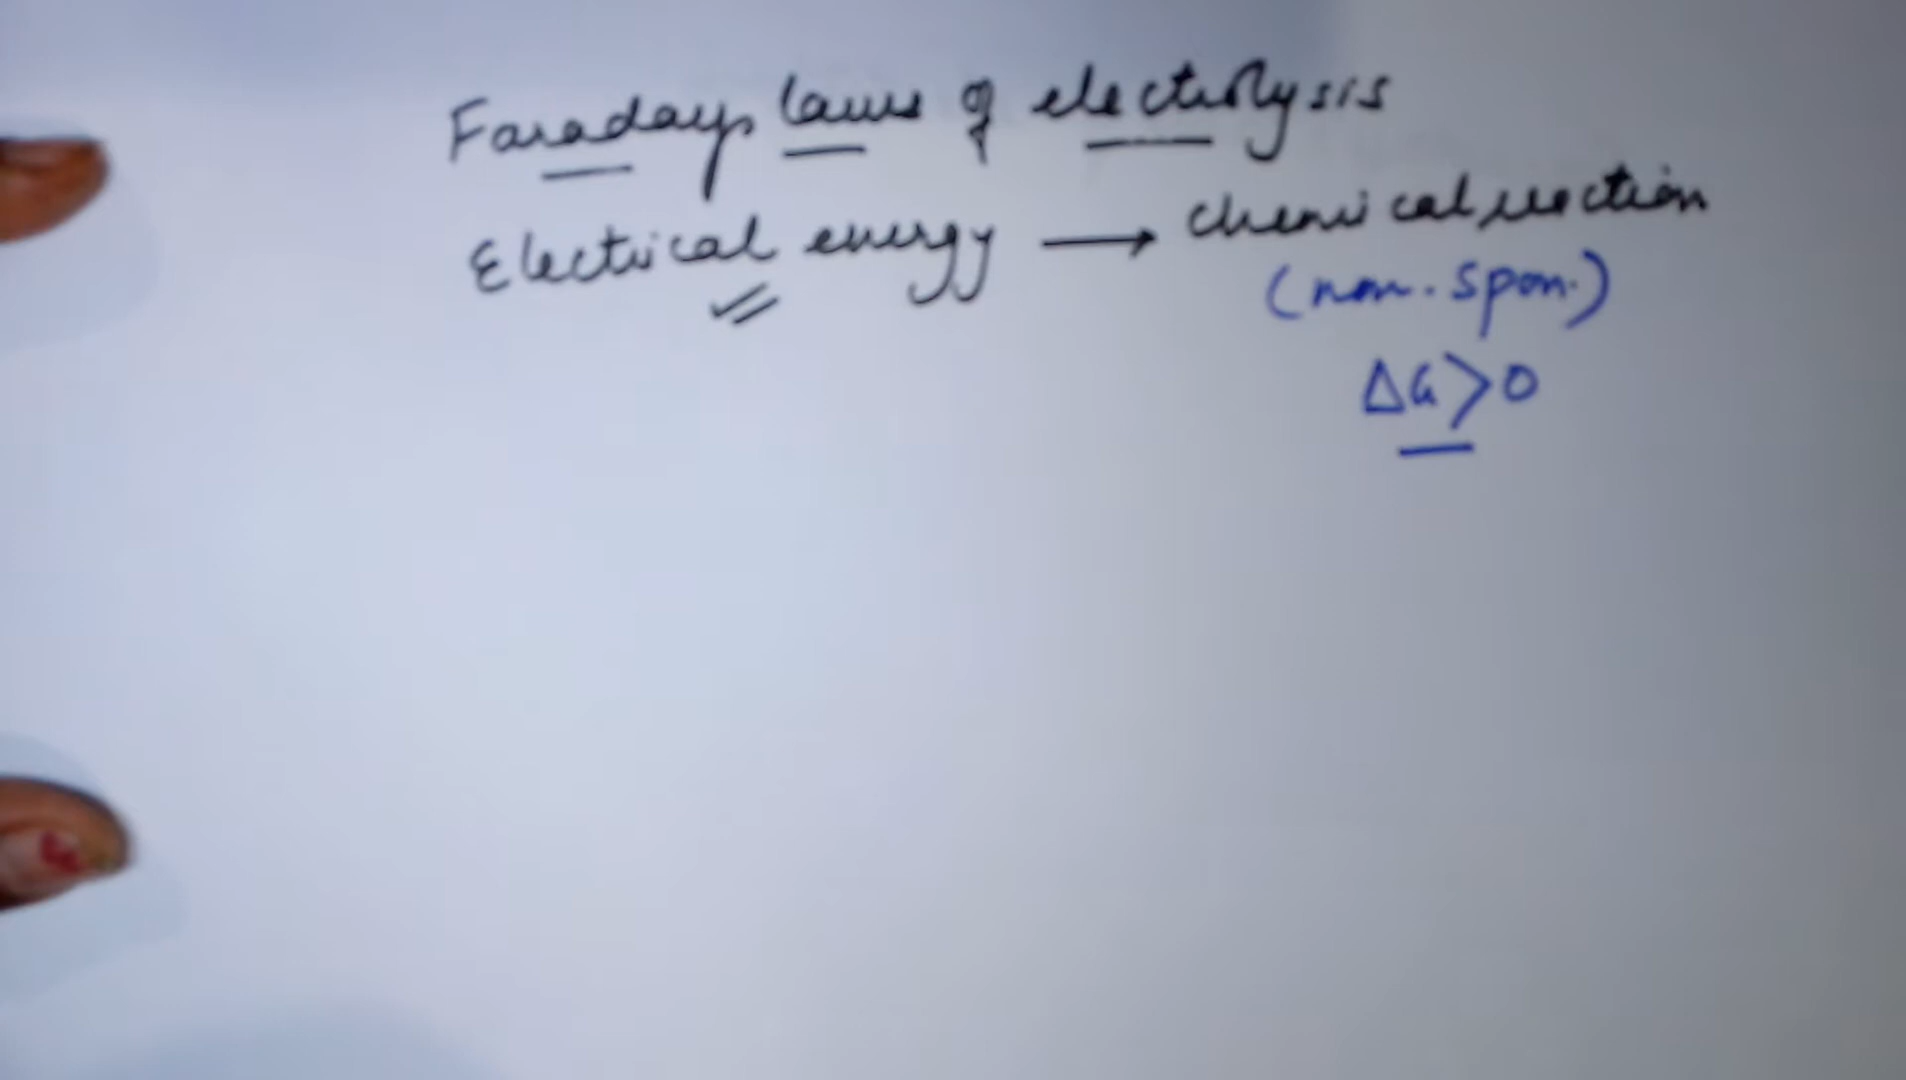 Faradays laws of electrolysis
Electrical energy → chemical reaction
(non. spon.)
ΔG>0